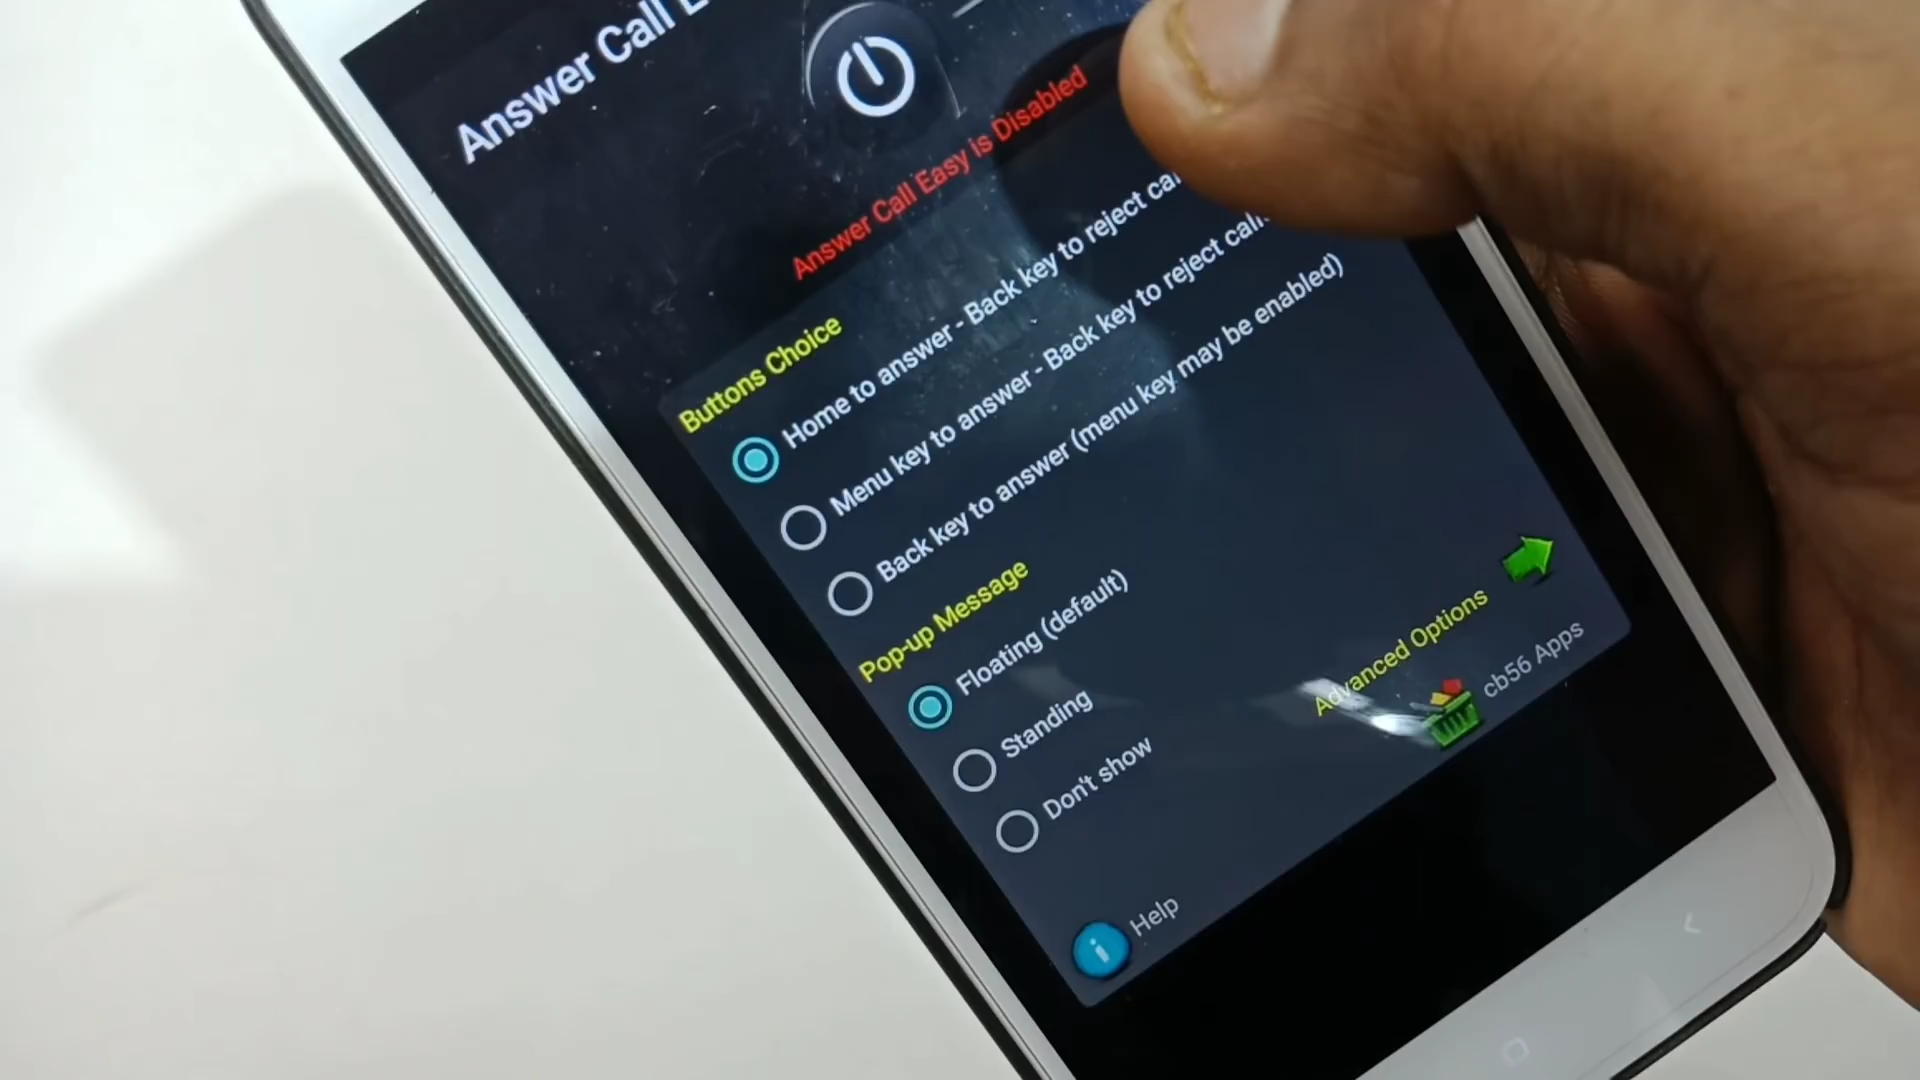 Answer Call
Answer Call Easy is Disabled
Buttons Choice
Home to answer - Back key to reject
Menu key to answer - Back key to reject
Back key to answer (menu key may be enabled)
Pop-up Message
Floating (default)
Standing
Don't show
Advanced Options
cb56 Apps
Help